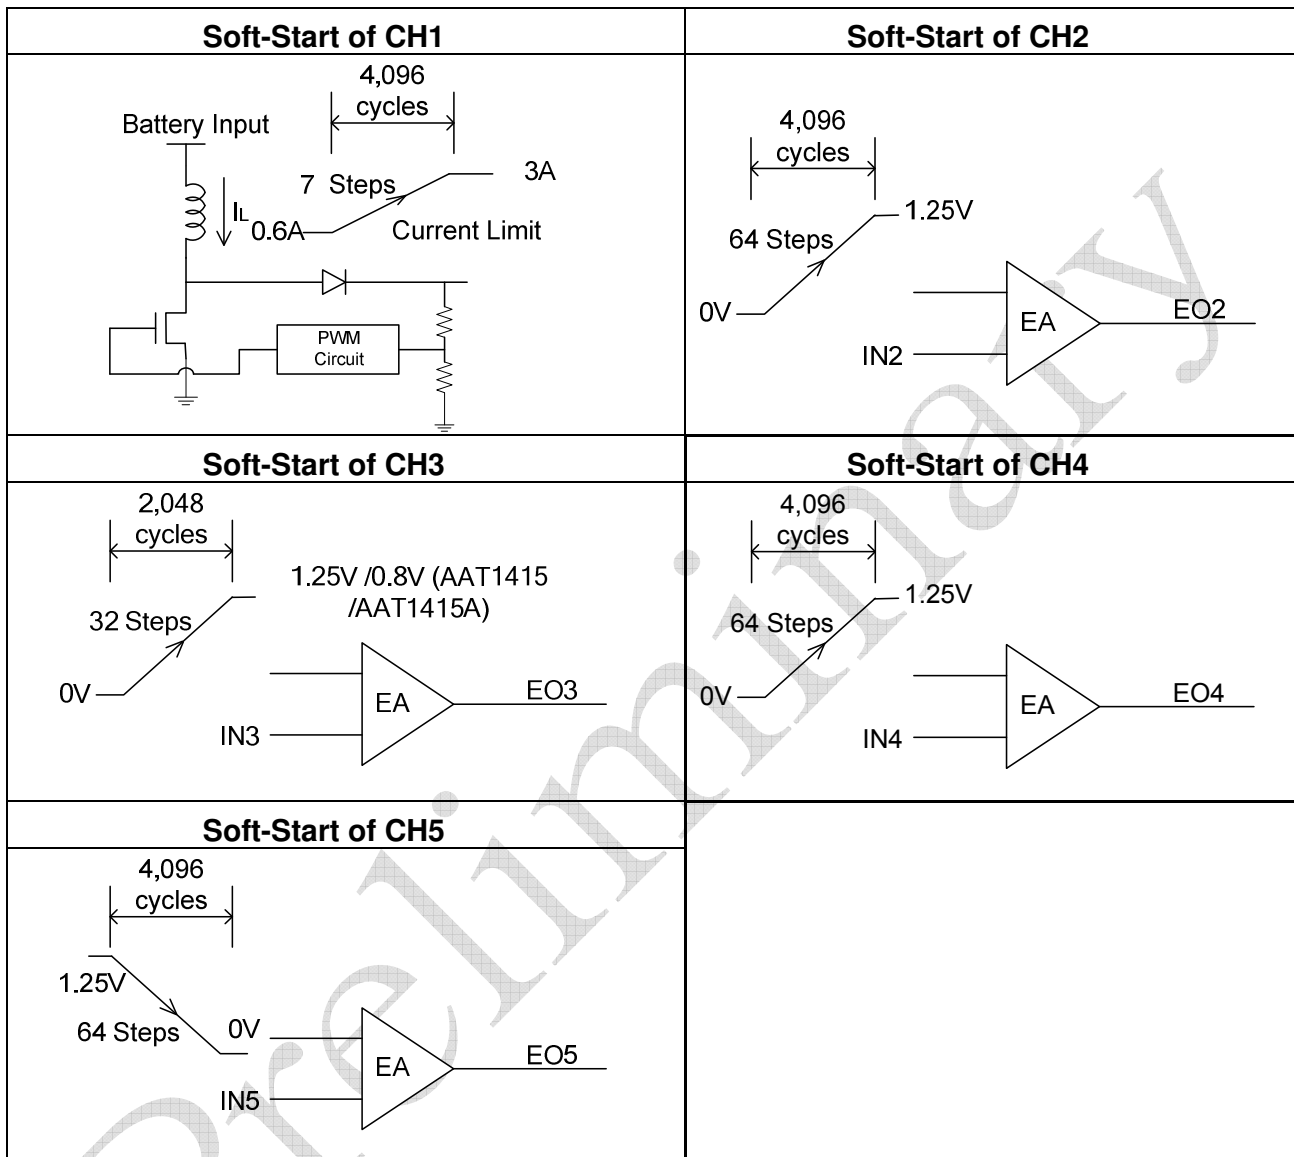 Soft-Start of CH1
4,096
cycles
Battery Input
7 Steps
3A
IL
0.6A
Current Limit
PWM
Circuit
Soft-Start of CH2
4,096
cycles
1.25V
64 Steps
0V
EA
EO2
IN2
Soft-Start of CH3
2,048
cycles
1.25V /0.8V (AAT1415
/AAT1415A)
32 Steps
0V
EA
EO3
IN3
Soft-Start of CH4
4,096
cycles
1.25V
64 Steps
0V
EA
EO4
IN4
Soft-Start of CH5
4,096
cycles
1.25V
64 Steps
0V
EA
EO5
IN5
Preliminary